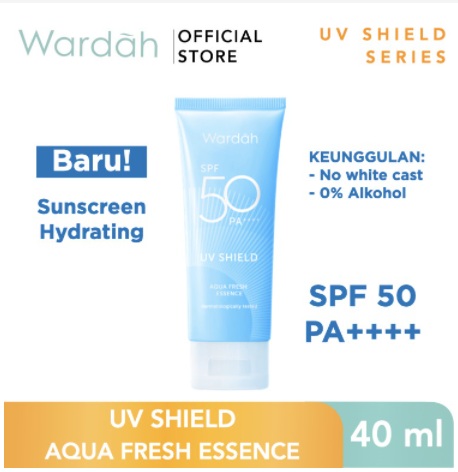 Wardah
OFFICIAL
STORE
UV SHIELD
SERIES
Baru!
Sunscreen
Hydrating
Wardah
SPF
50
PA++++
UV SHIELD
AQUA FRESH
ESSENCE
KEUNGGULAN:
- No white cast
- 0% Alkohol
SPF 50
PA++++
UV SHIELD
AQUA FRESH ESSENCE
40 ml